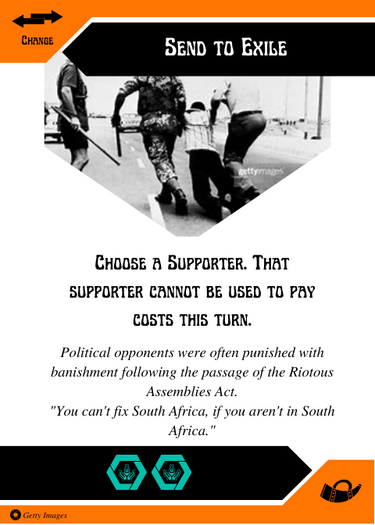 Change
Send to Exile
gettyimages
Choose a Supporter. That
supporter cannot be used to pay
costs this turn.
Political opponents were often punished with
banishment following the passage of the Riotous
Assemblies Act.
"You can't fix South Africa, if you aren't in South
Africa."
Getty Images